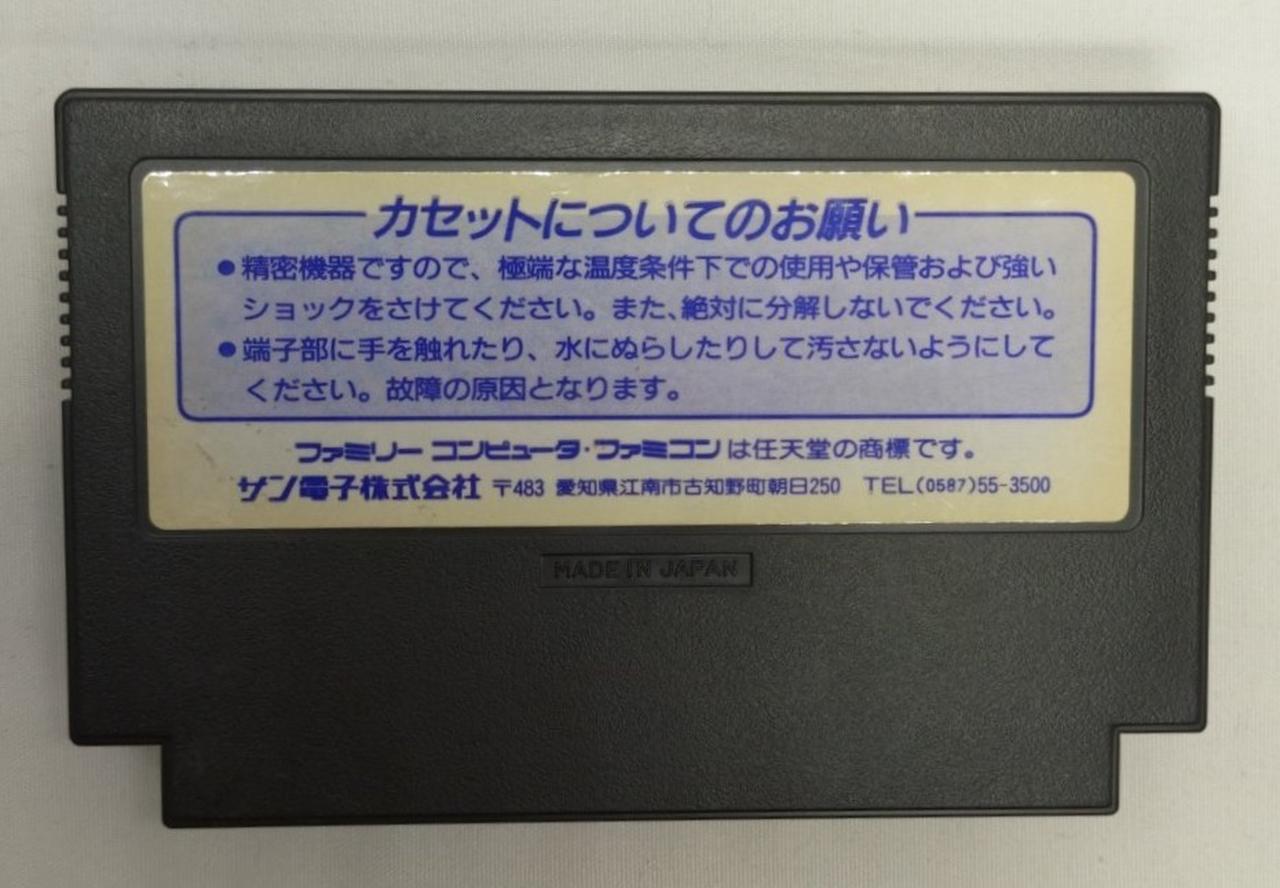 カセットについてのお願い
●精密機器ですので、極端な温度条件下での使用や保管および強い
ショックをさけてください。また、絶対に分解しないでください。
●端子部に手を触れたり、水にぬらしたりして汚さないようにして
ください。故障の原因となります。
ファミリー コンピュータ・ファミコンは任天堂の商標です。
サン電子株式会社 〒483 愛知県江南市古知野町朝日250 TEL(0587)55-3500
MADE IN JAPAN